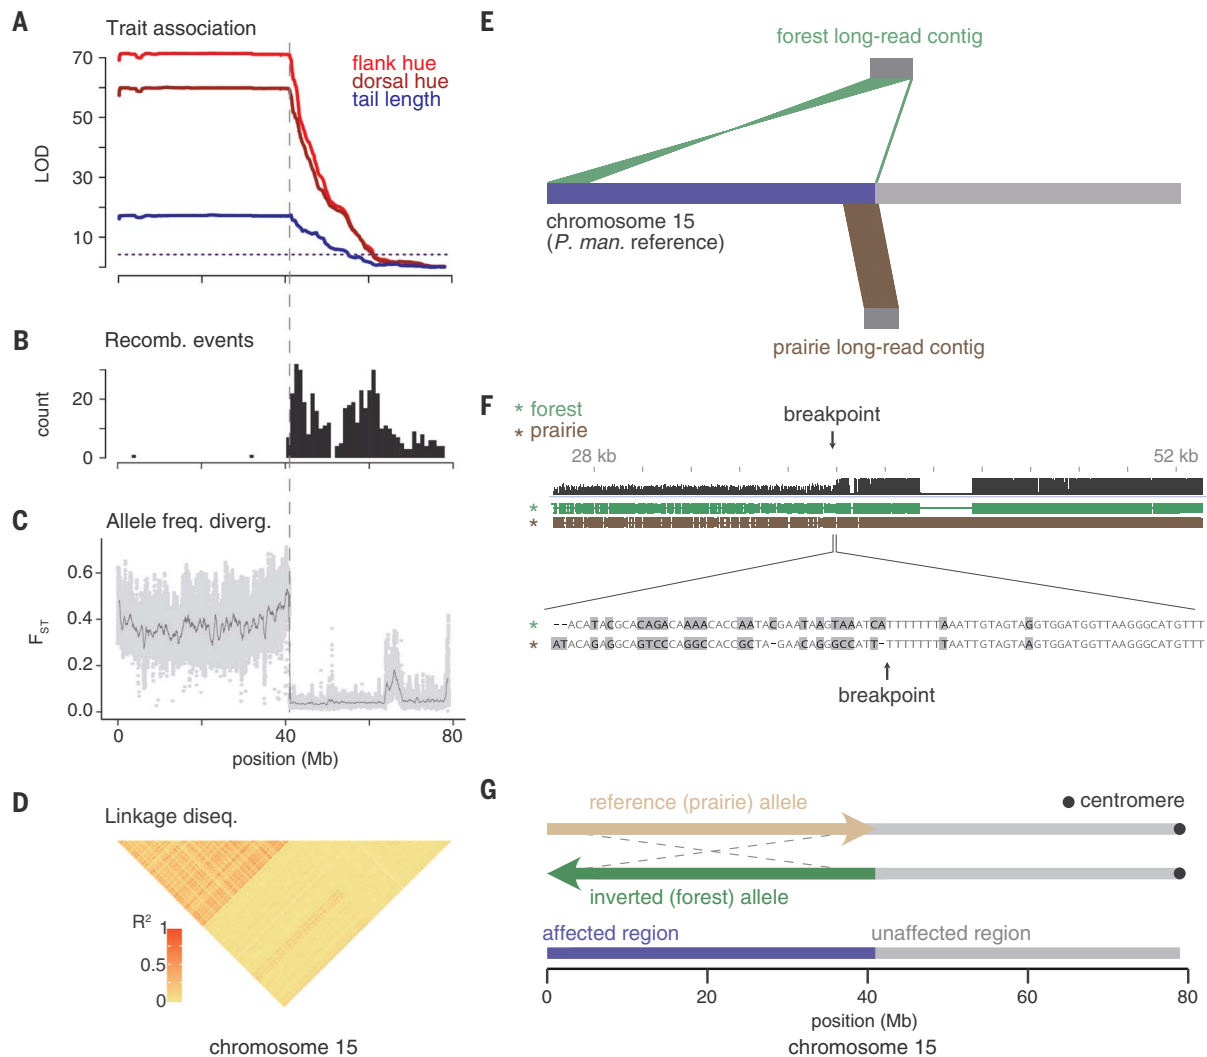 A
Trait association
flank hue
dorsal hue
tail length
LOD
70
50
30
10
B
Recomb. events
count
20
0
C
Allele freq. diverg.
F_ST
0.6
0.4
0.2
0.0
0
40
80
position (Mb)
D
Linkage diseq.
R²
1
0.5
0
chromosome 15
E
forest long-read contig
chromosome 15
(P. man. reference)
prairie long-read contig
F
* forest
* prairie
breakpoint
28 kb
52 kb
*
*
* --ACATACGCACAGACAAAACACCAATACGAATAAGTAAATCATTTTTTTAAATTGTAGTAGGTGGATGGTTAAGGGCATGTTT
* ATACAGAGGCAGTCCCAGGCCACCGCTA-GAACAGGGCCATT-TTTTTTTTAATTGTAGTAAGTGGATGGTTAAGGGCATGTTT
breakpoint
G
reference (prairie) allele
centromere
inverted (forest) allele
affected region
unaffected region
0
20
40
60
80
position (Mb)
chromosome 15